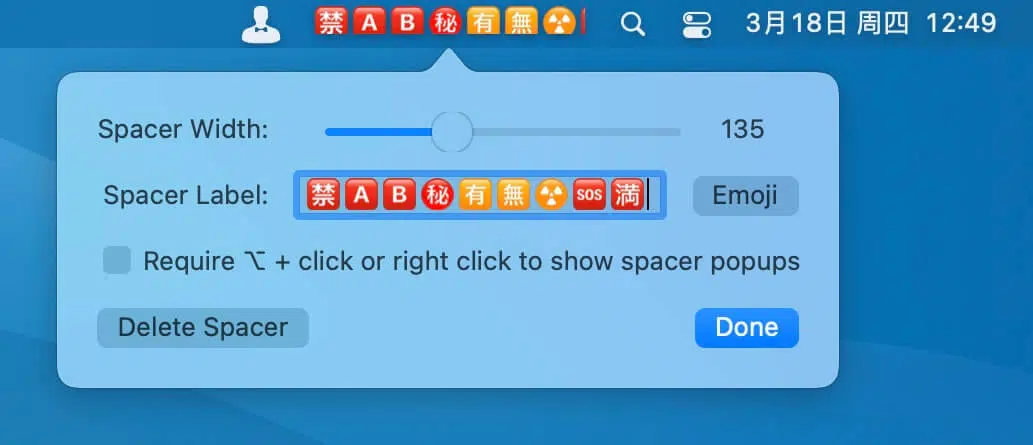 🈲🅰️🅱️㊙️🈶🈚️☢️ 3月18日 周四 12:49
Spacer Width: 135
Spacer Label: 🈲🅰️🅱️㊙️🈶🈚️☢️🆘🈵 Emoji
Require ⌥ + click or right click to show spacer popups
Delete Spacer Done